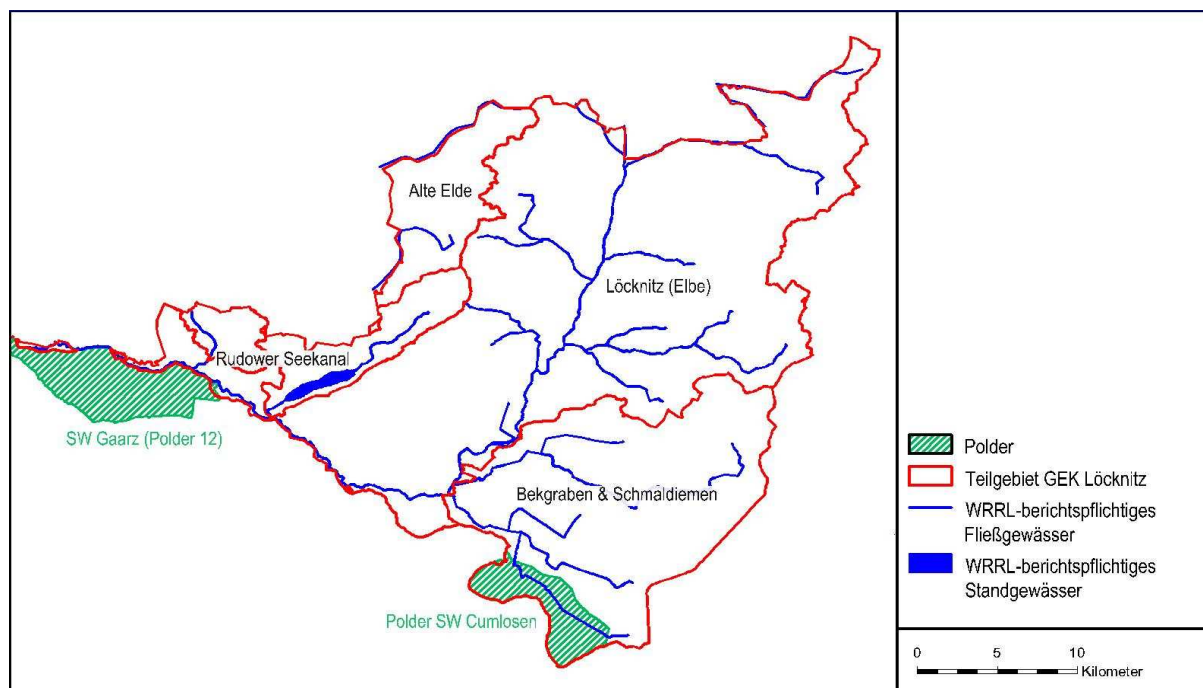 Alte Elde
Löcknitz (Elbe)
Rudower Seekanal
SW Gaarz (Polder 12)
Bekgraben & Schmaldiemen
Polder SW Cumlosen
Polder
Teilgebiet GEK Löcknitz
WRRL-berichtspflichtiges
Fließgewässer
WRRL-berichtspflichtiges
Standgewässer
0 5 10
Kilometer